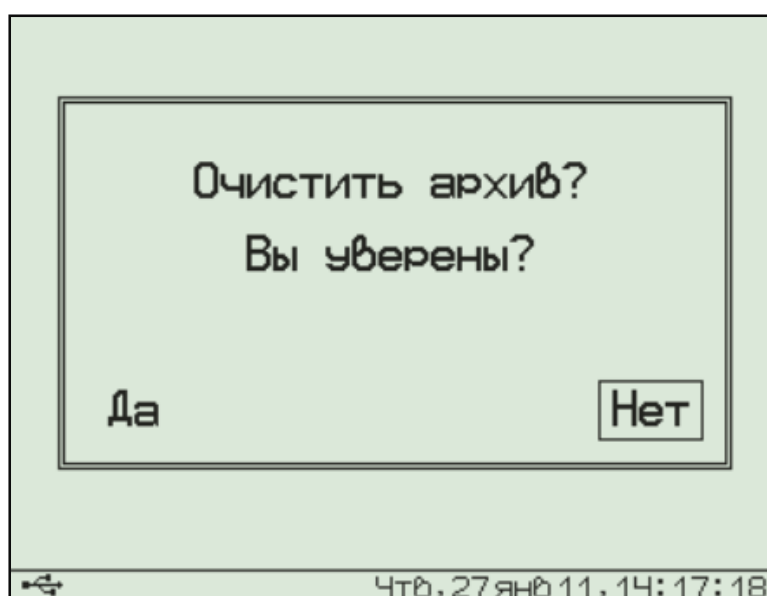 Очистить архив?
Вы уверены?
Да Нет
Чтв,27янв11,14:17:18